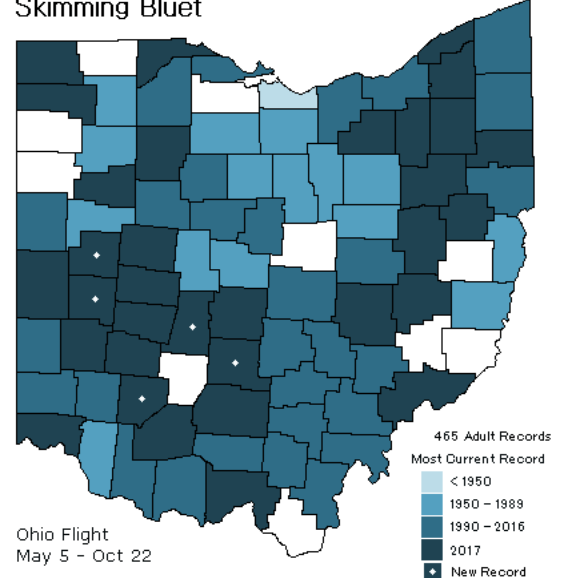 Skimming Bluet
465 Adult Records
Most Current Record
< 1950
1950 - 1989
1990 - 2016
2017
New Record
Ohio Flight
May 5 - Oct 22